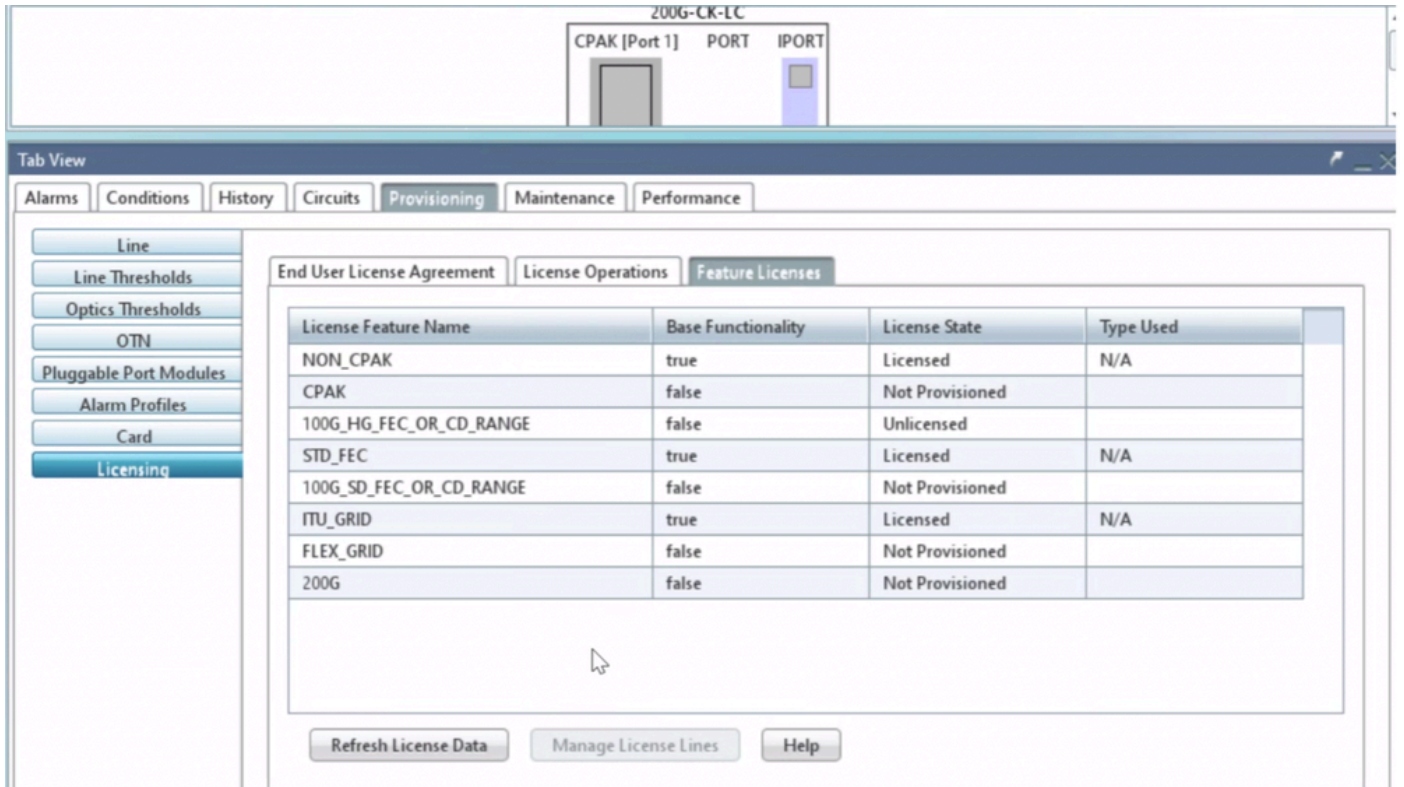 200G-CK-LC
CPAK [Port 1] PORT IPORT
Tab View
Alarms Conditions History Circuits Provisioning Maintenance Performance
Line
Line Thresholds
Optics Thresholds
OTN
Pluggable Port Modules
Alarm Profiles
Card
Licensing
End User License Agreement License Operations Feature Licenses
License Feature Name Base Functionality License State Type Used
NON_CPAK true Licensed N/A
CPAK false Not Provisioned
100G_HG_FEC_OR_CD_RANGE false Unlicensed
STD_FEC true Licensed N/A
100G_SD_FEC_OR_CD_RANGE false Not Provisioned
ITU_GRID true Licensed N/A
FLEX_GRID false Not Provisioned
200G false Not Provisioned
Refresh License Data Manage License Lines Help